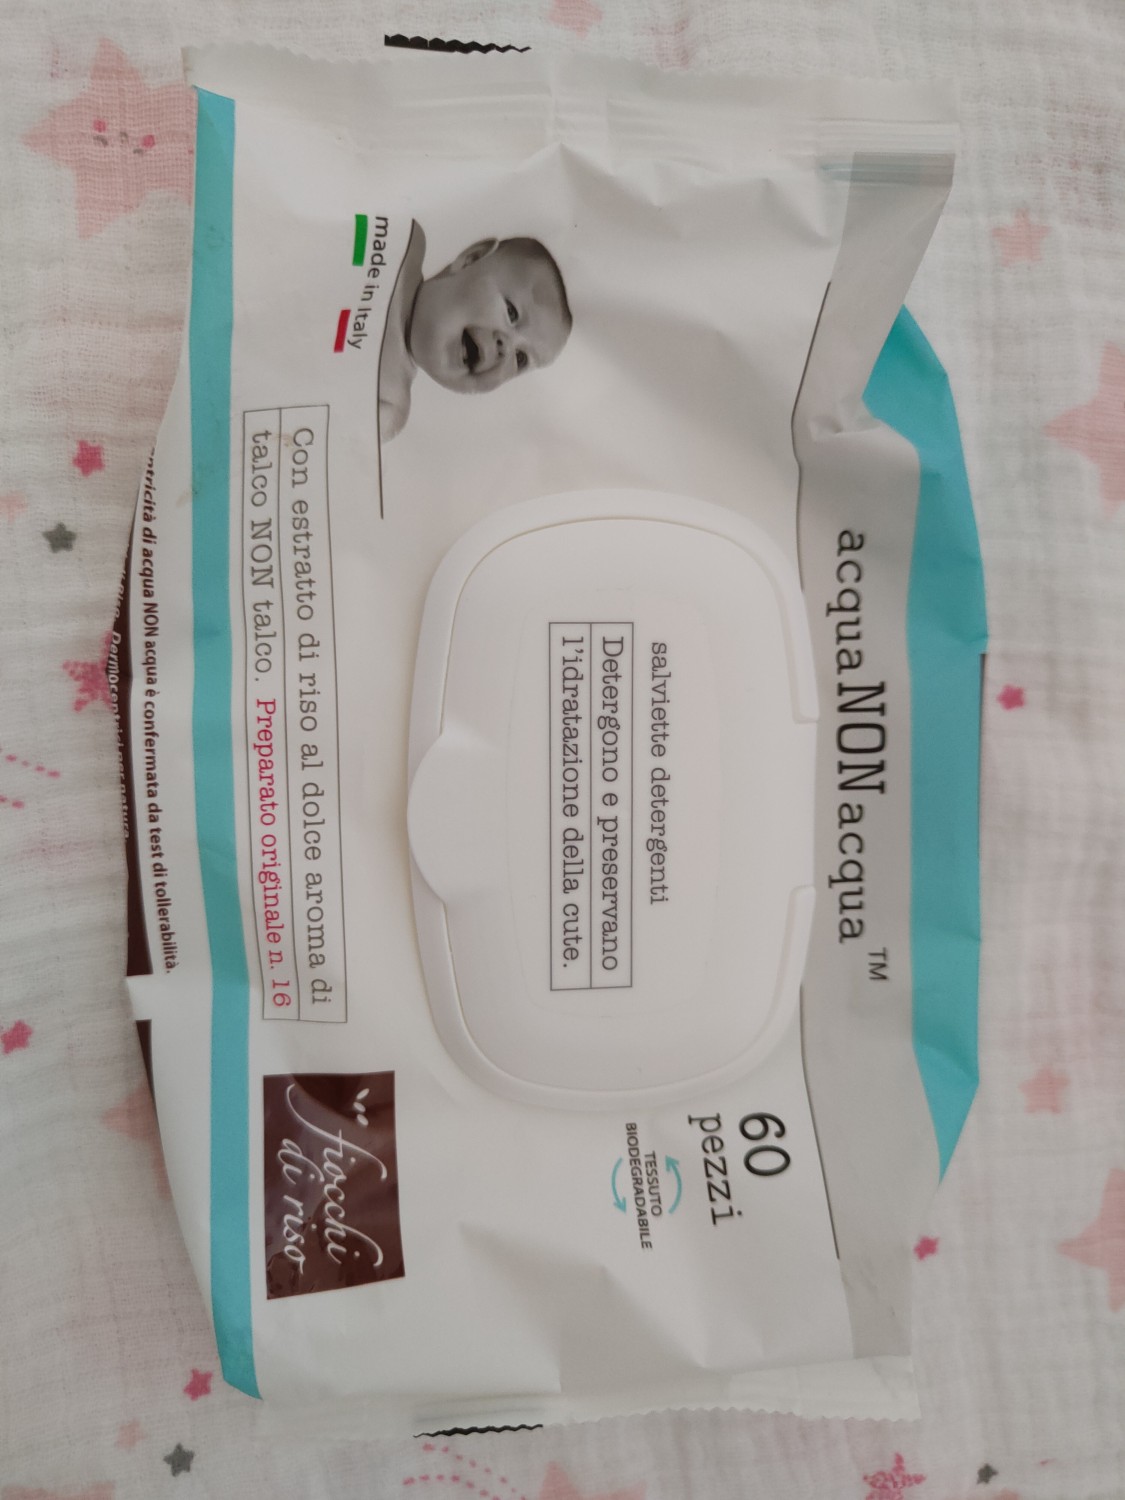 acquaNONacqua™
salviette detergenti
Detergono e preservano
l'idratazione della cute.
60
pezzi
TESSUTO
BIODEGRADABILE
made in Italy
Con estratto di riso al dolce aroma di
talco NON talco. Preparato originale n. 16
fiocchi
di riso
di acqua NON acqua è confermata da test di tollerabilità.